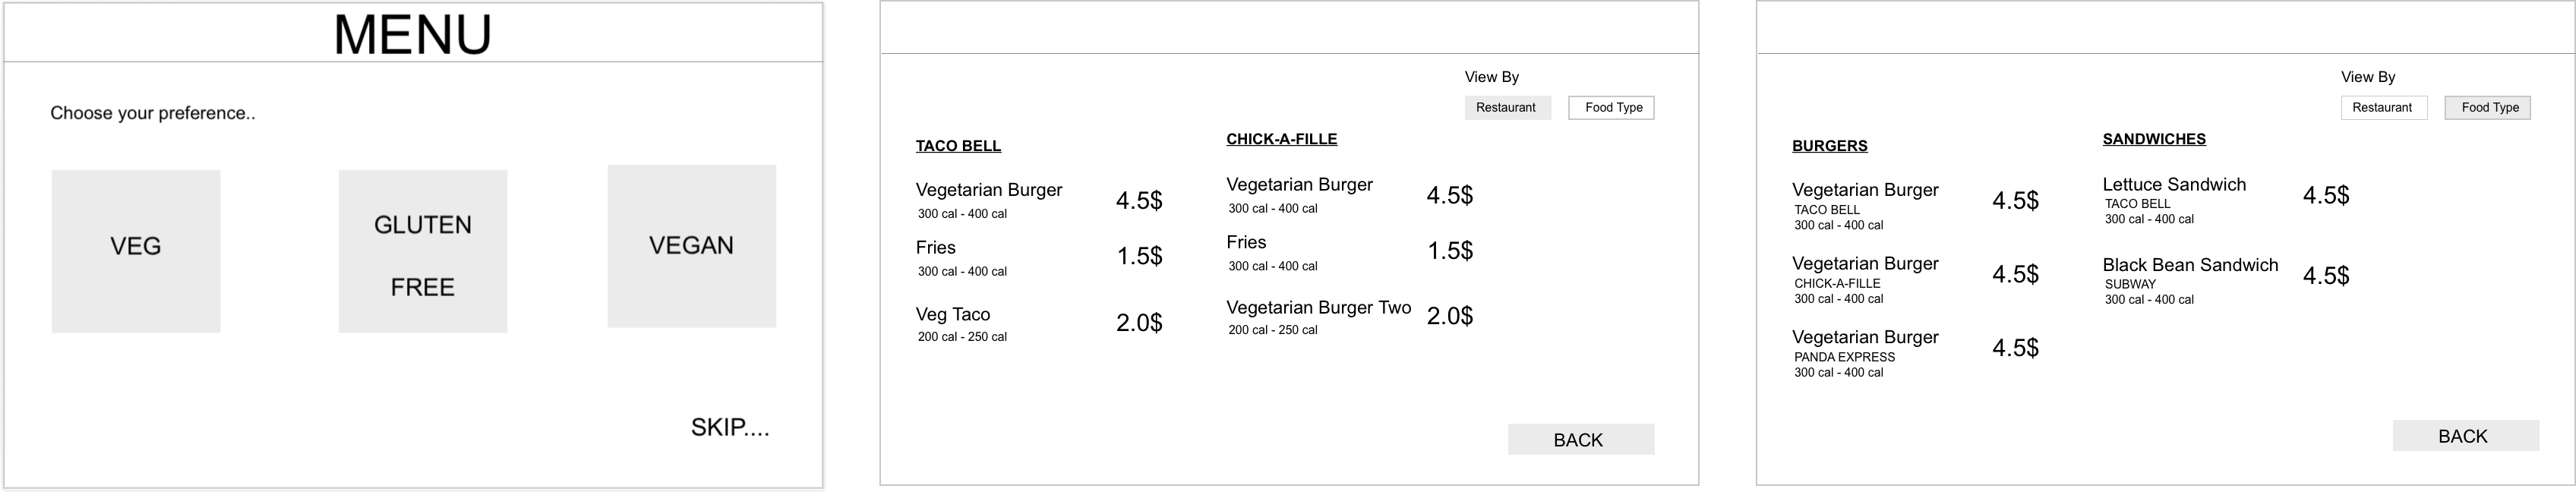 MENU
Choose your preference..
VEG
GLUTEN
FREE
VEGAN
SKIP....
View By
Restaurant
Food Type
TACO BELL
Vegetarian Burger
4.5$
300 cal - 400 cal
Fries
1.5$
300 cal - 400 cal
Veg Taco
2.0$
200 cal - 250 cal
CHICK-A-FILLE
Vegetarian Burger
4.5$
300 cal - 400 cal
Fries
1.5$
300 cal - 400 cal
Vegetarian Burger Two
2.0$
200 cal - 250 cal
BACK
View By
Restaurant
Food Type
BURGERS
Vegetarian Burger
4.5$
TACO BELL
300 cal - 400 cal
Vegetarian Burger
4.5$
CHICK-A-FILLE
300 cal - 400 cal
Vegetarian Burger
4.5$
PANDA EXPRESS
300 cal - 400 cal
SANDWICHES
Lettuce Sandwich
4.5$
TACO BELL
300 cal - 400 cal
Black Bean Sandwich
4.5$
SUBWAY
300 cal - 400 cal
BACK